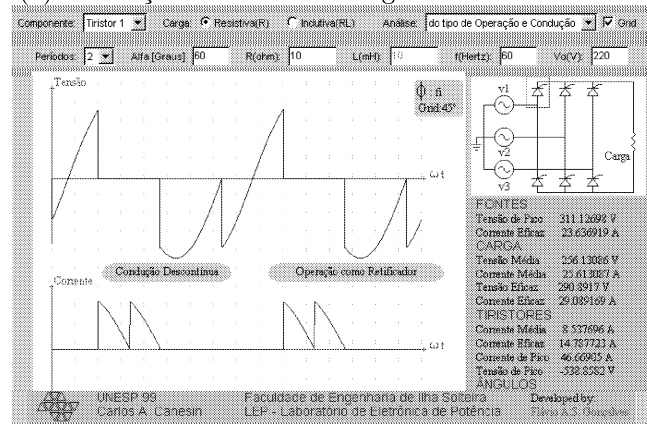 Componente: Tiristor 1 Carga: Resistiva(R) Indutiva(RL) Análise: do tipo de Operação e Condução Grid
Períodos: 2 Alfa [Graus] 60 R(ohm): 10 L(mH): 10 f(Hertz): 60 Vo(V): 220
Tensão
Grid:45°
ωt
Condução Descontínua Operação como Retificador
Corrente
ωt
v1
v2
v3
Carga
FONTES
Tensão de Pico 311.12698 V
Corrente Eficaz 23.636919 A
CARGA
Tensão Média 256.13086 V
Corrente Média 25.613087 A
Tensão Eficaz 290.8917 V
Corrente Eficaz 29.089169 A
TIRISTORES
Corrente Média 8.537696 A
Corrente Eficaz 14.787723 A
Corrente de Pico 46.66905 A
Tensão de Pico -538.8582 V
ÂNGULOS
UNESP 99 Faculdade de Engenharia de Ilha Solteira Developed by:
Carlos A. Canesin LEP - Laboratório de Eletrônica de Potência Flávio A.S. Gonçalves